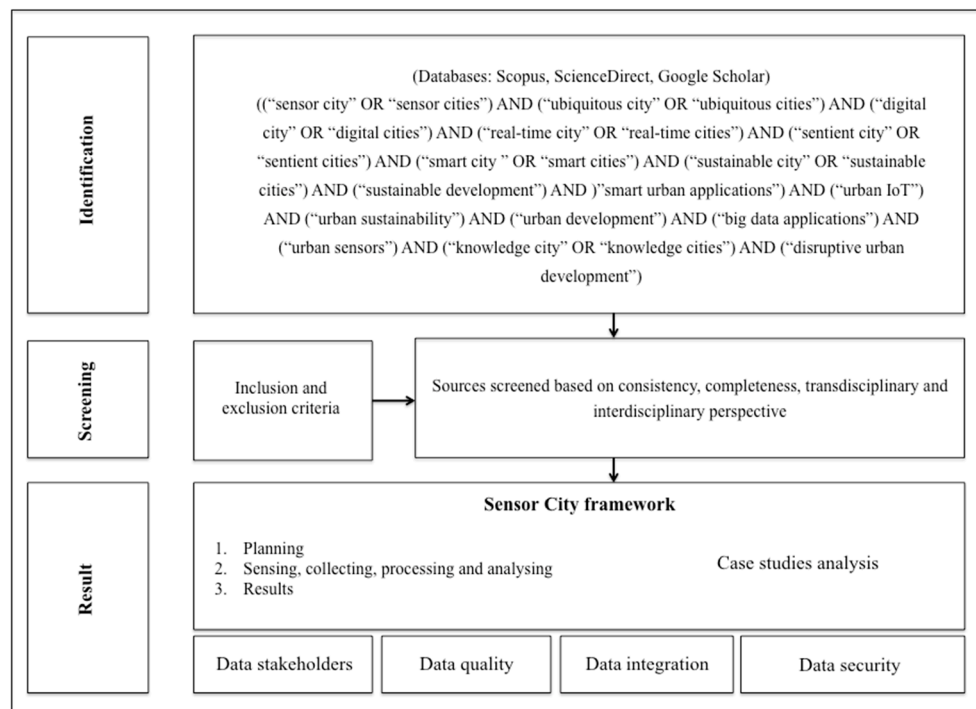 Identification
(Databases: Scopus, ScienceDirect, Google Scholar)
((“sensor city” OR “sensor cities”) AND (“ubiquitous city” OR “ubiquitous cities”) AND (“digital
city” OR “digital cities”) AND (“real-time city” OR “real-time cities”) AND (“sentient city” OR
“sentient cities”) AND (“smart city ” OR “smart cities”) AND (“sustainable city” OR “sustainable
cities”) AND (“sustainable development”) AND )”smart urban applications”) AND (“urban IoT”)
AND (“urban sustainability”) AND (“urban development”) AND (“big data applications”) AND
(“urban sensors”) AND (“knowledge city” OR “knowledge cities”) AND (“disruptive urban
development”)
Screening
Inclusion and
exclusion criteria
Sources screened based on consistency, completeness, transdisciplinary and
interdisciplinary perspective
Result
Sensor City framework
1. Planning
2. Sensing, collecting, processing and analysing
3. Results
Case studies analysis
Data stakeholders
Data quality
Data integration
Data security